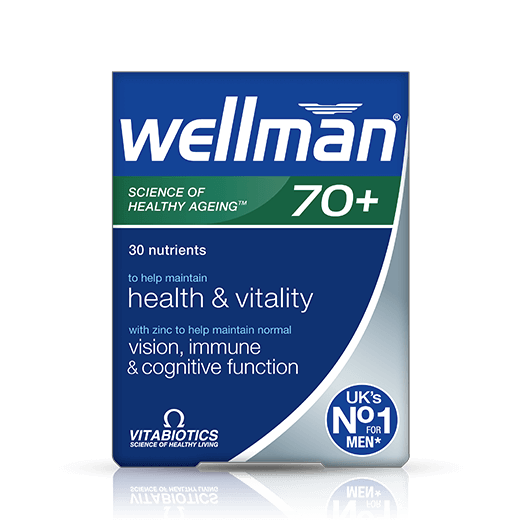 wellman®
SCIENCE OF
HEALTHY AGEING™
70+
30 nutrients
to help maintain
health & vitality
with zinc to help maintain normal
vision, immune
& cognitive function
UK's
Nº1
FOR
MEN*
VITABIOTICS
SCIENCE OF HEALTHY LIVING